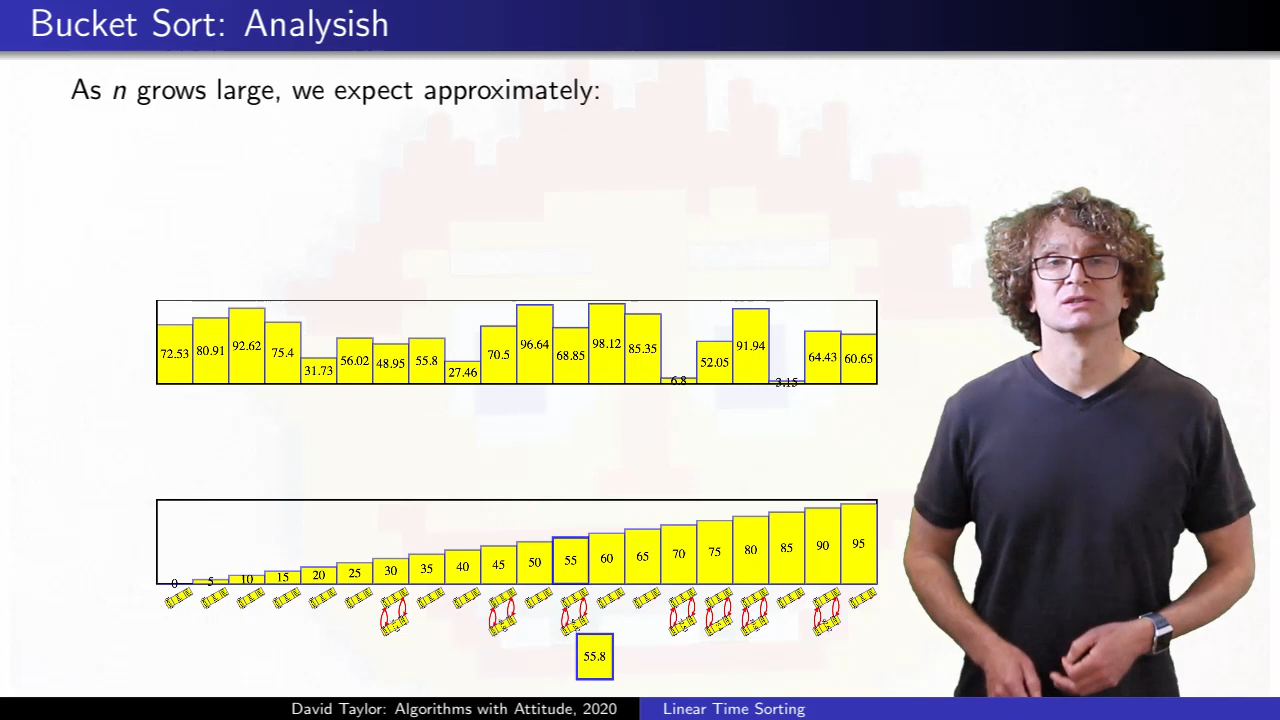 Bucket Sort: Analysish
As n grows large, we expect approximately:
72.53 80.91 92.62 75.4 31.73 56.02 48.95 55.8 27.46 70.5 96.64 68.85 98.12 85.35 6.8 52.05 91.94 3.15 64.43 60.65
0 5 10 15 20 25 30 35 40 45 50 55 60 65 70 75 80 85 90 95
55.8
David Taylor: Algorithms with Attitude, 2020 Linear Time Sorting